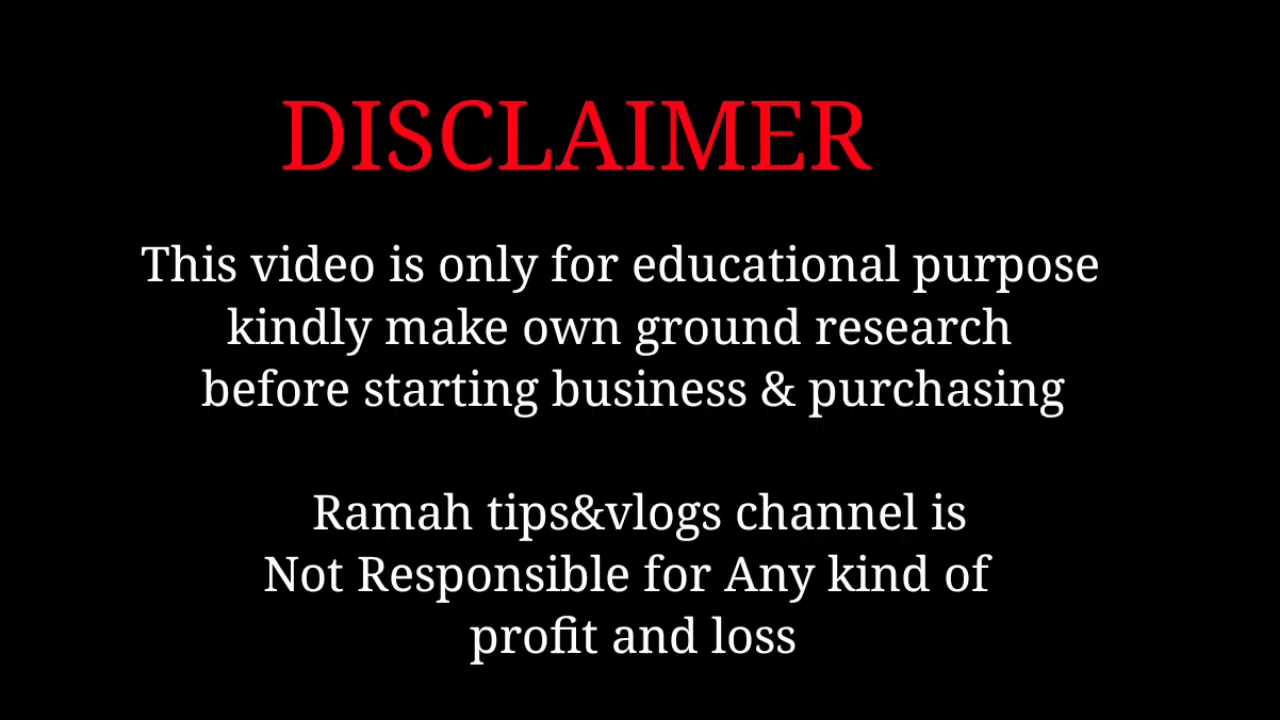 DISCLAIMER
This video is only for educational purpose
kindly make own ground research
before starting business & purchasing
Ramah tips&vlogs channel is
Not Responsible for Any kind of
profit and loss